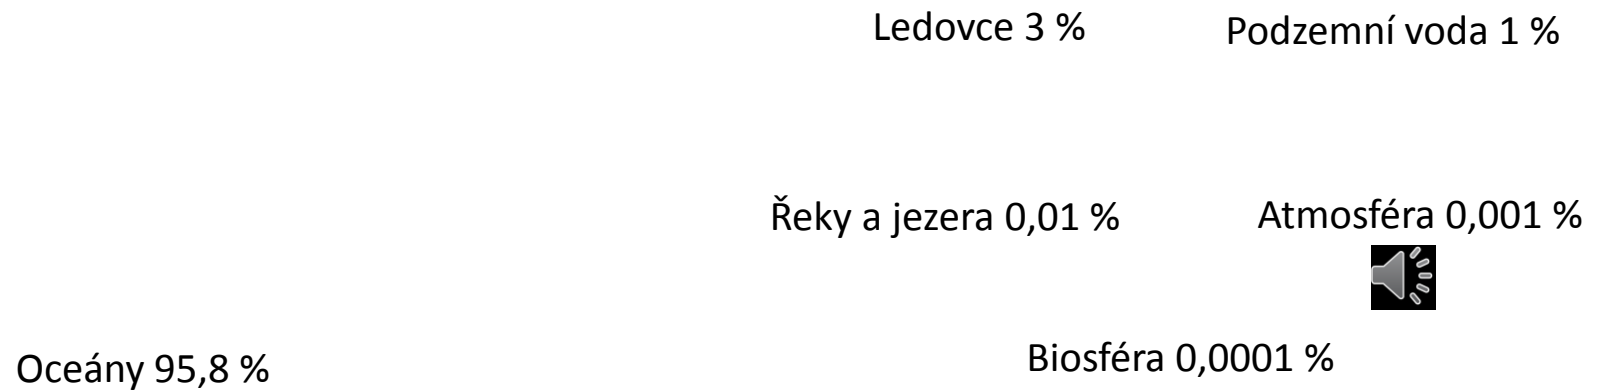 Ledovce 3 %
Podzemní voda 1 %
Řeky a jezera 0,01 %
Atmosféra 0,001 %
Oceány 95,8 %
Biosféra 0,0001 %